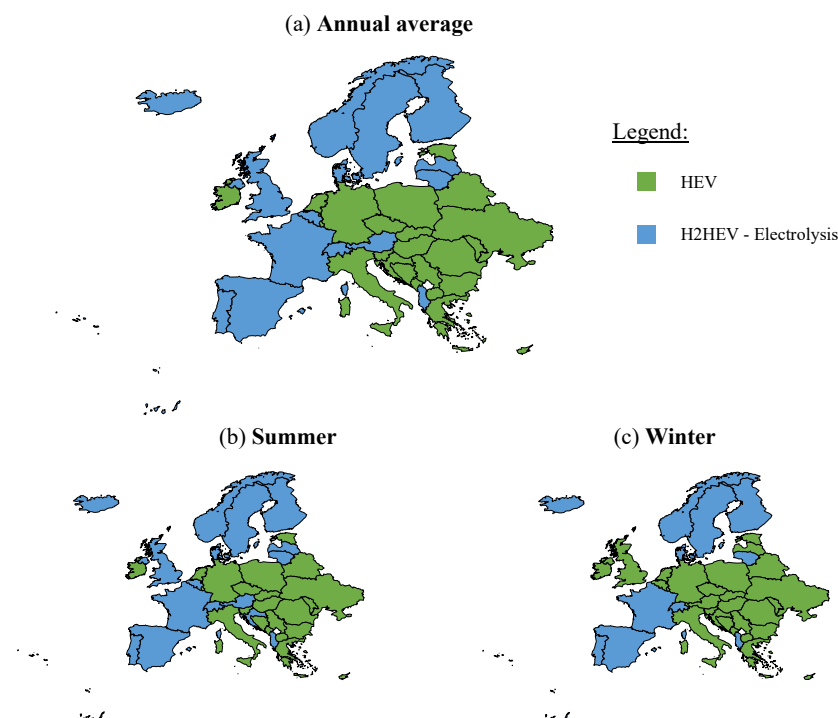 (a) Annual average
Legend:
HEV
H2HEV - Electrolysis
(b) Summer
(c) Winter